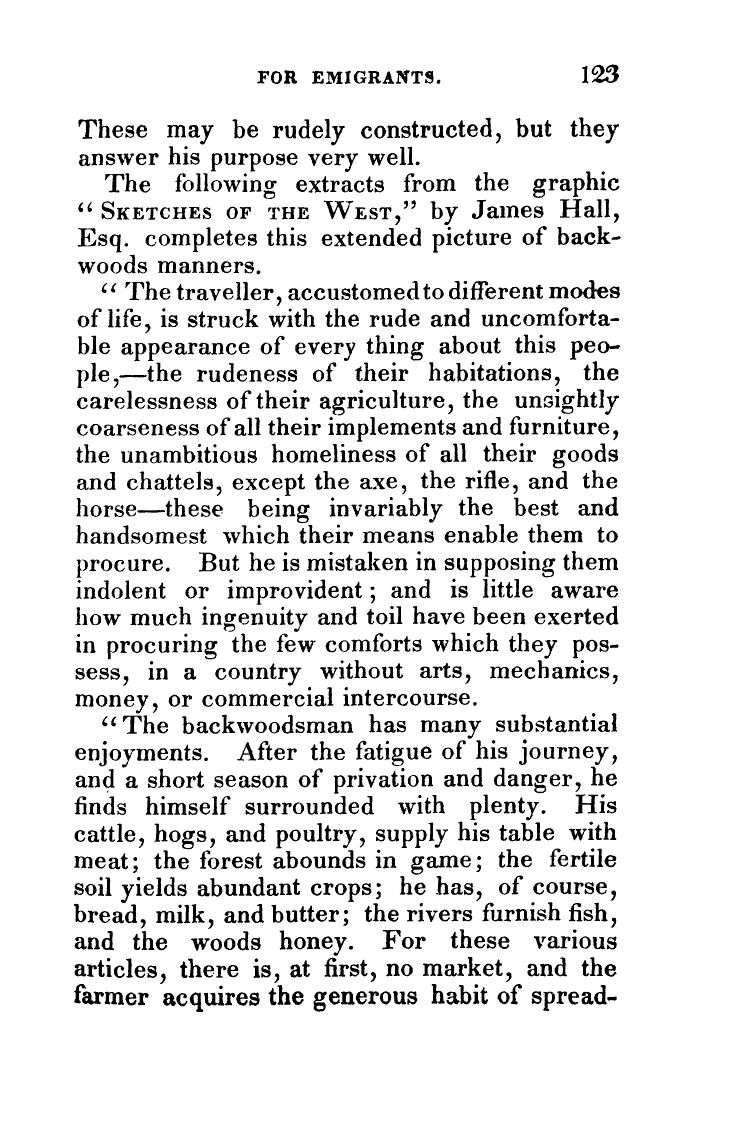 FOR EMIGRANTS. 123
These may be rudely constructed, but they
answer his purpose very well.
The following extracts from the graphic
“ SKETCHES OF THE WEST,” by James Hall,
Esq. completes this extended picture of back-
woods manners.
“ The traveller, accustomed to different modes
of life, is struck with the rude and uncomforta-
ble appearance of every thing about this peo-
ple,—the rudeness of their habitations, the
carelessness of their agriculture, the unsightly
coarseness of all their implements and furniture,
the unambitious homeliness of all their goods
and chattels, except the axe, the rifle, and the
horse—these being invariably the best and
handsomest which their means enable them to
procure. But he is mistaken in supposing them
indolent or improvident ; and is little aware
how much ingenuity and toil have been exerted
in procuring the few comforts which they pos-
sess, in a country without arts, mechanics,
money, or commercial intercourse.
“ The backwoodsman has many substantial
enjoyments. After the fatigue of his journey,
and a short season of privation and danger, he
finds himself surrounded with plenty. His
cattle, hogs, and poultry, supply his table with
meat ; the forest abounds in game ; the fertile
soil yields abundant crops ; he has, of course,
bread, milk, and butter ; the rivers furnish fish,
and the woods honey. For these various
articles, there is, at first, no market, and the
farmer acquires the generous habit of spread-